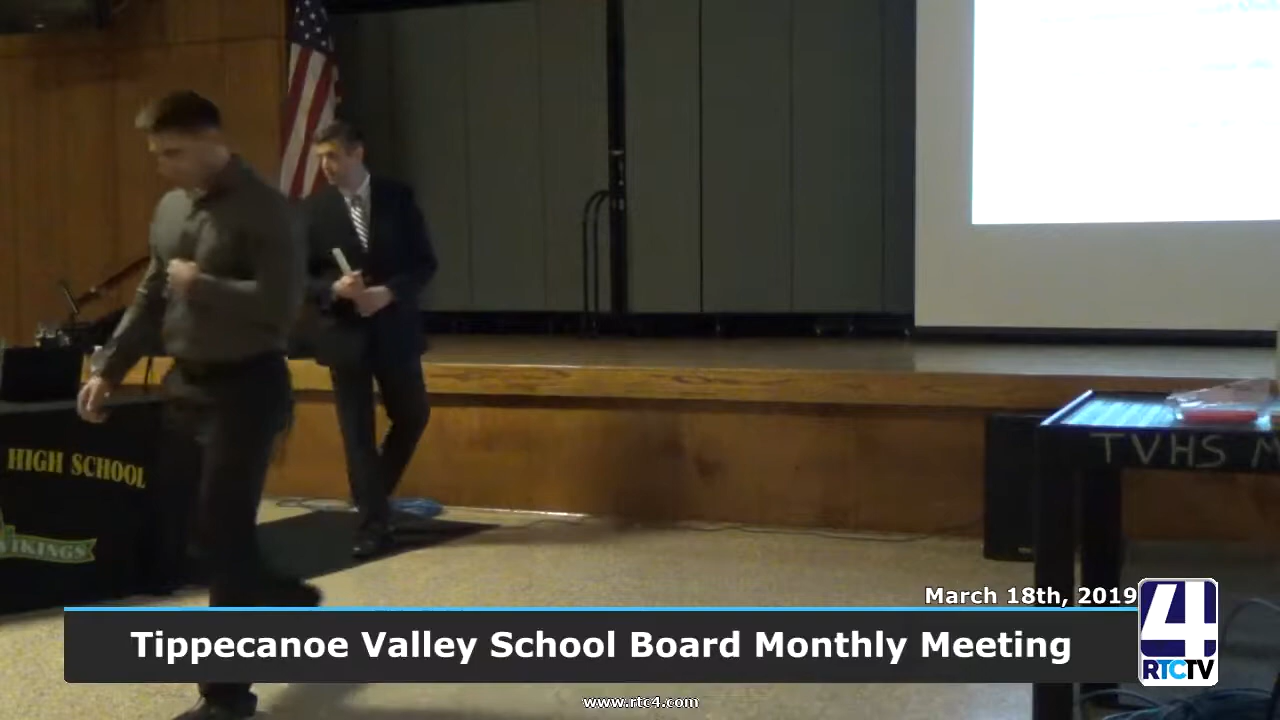 HIGH SCHOOL
VIKINGS
TVHS M
March 18th, 2019
Tippecanoe Valley School Board Monthly Meeting
4
RTCTV
www.rtc4.com